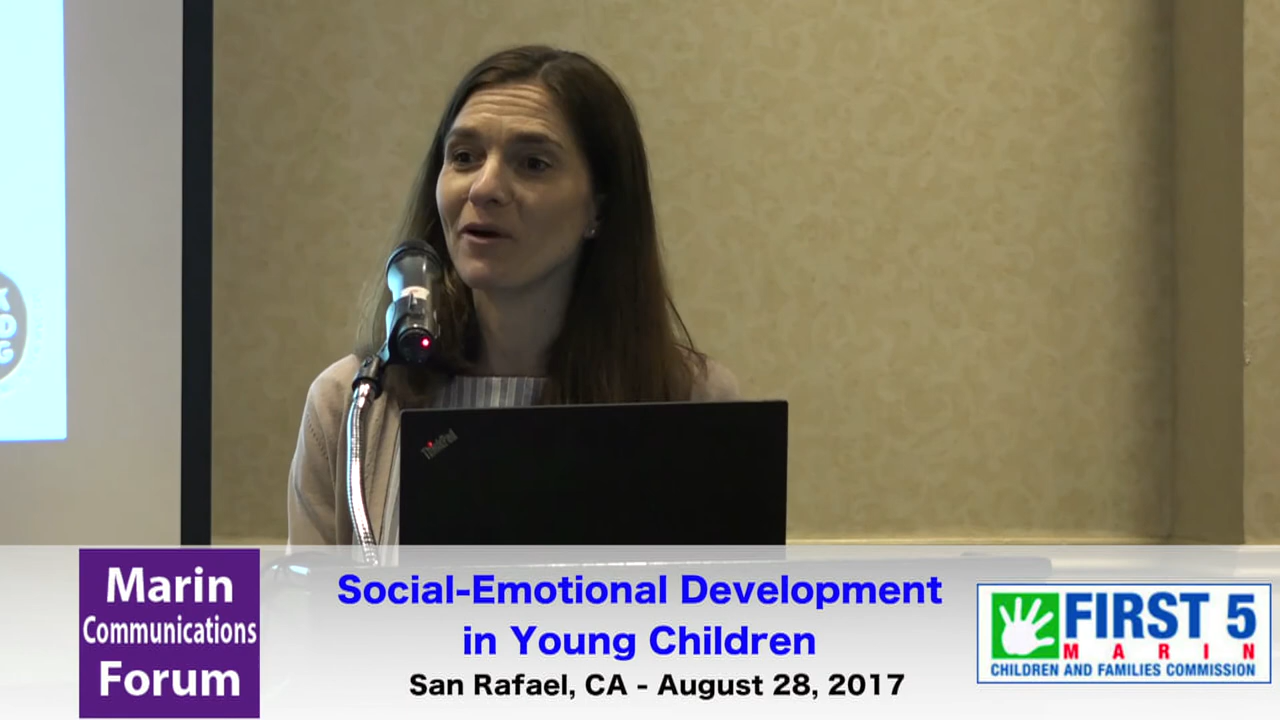 ThinkPad
Marin
Communications
Forum
Social-Emotional Development
in Young Children
San Rafael, CA - August 28, 2017
FIRST 5
MARIN
CHILDREN AND FAMILIES COMMISSION